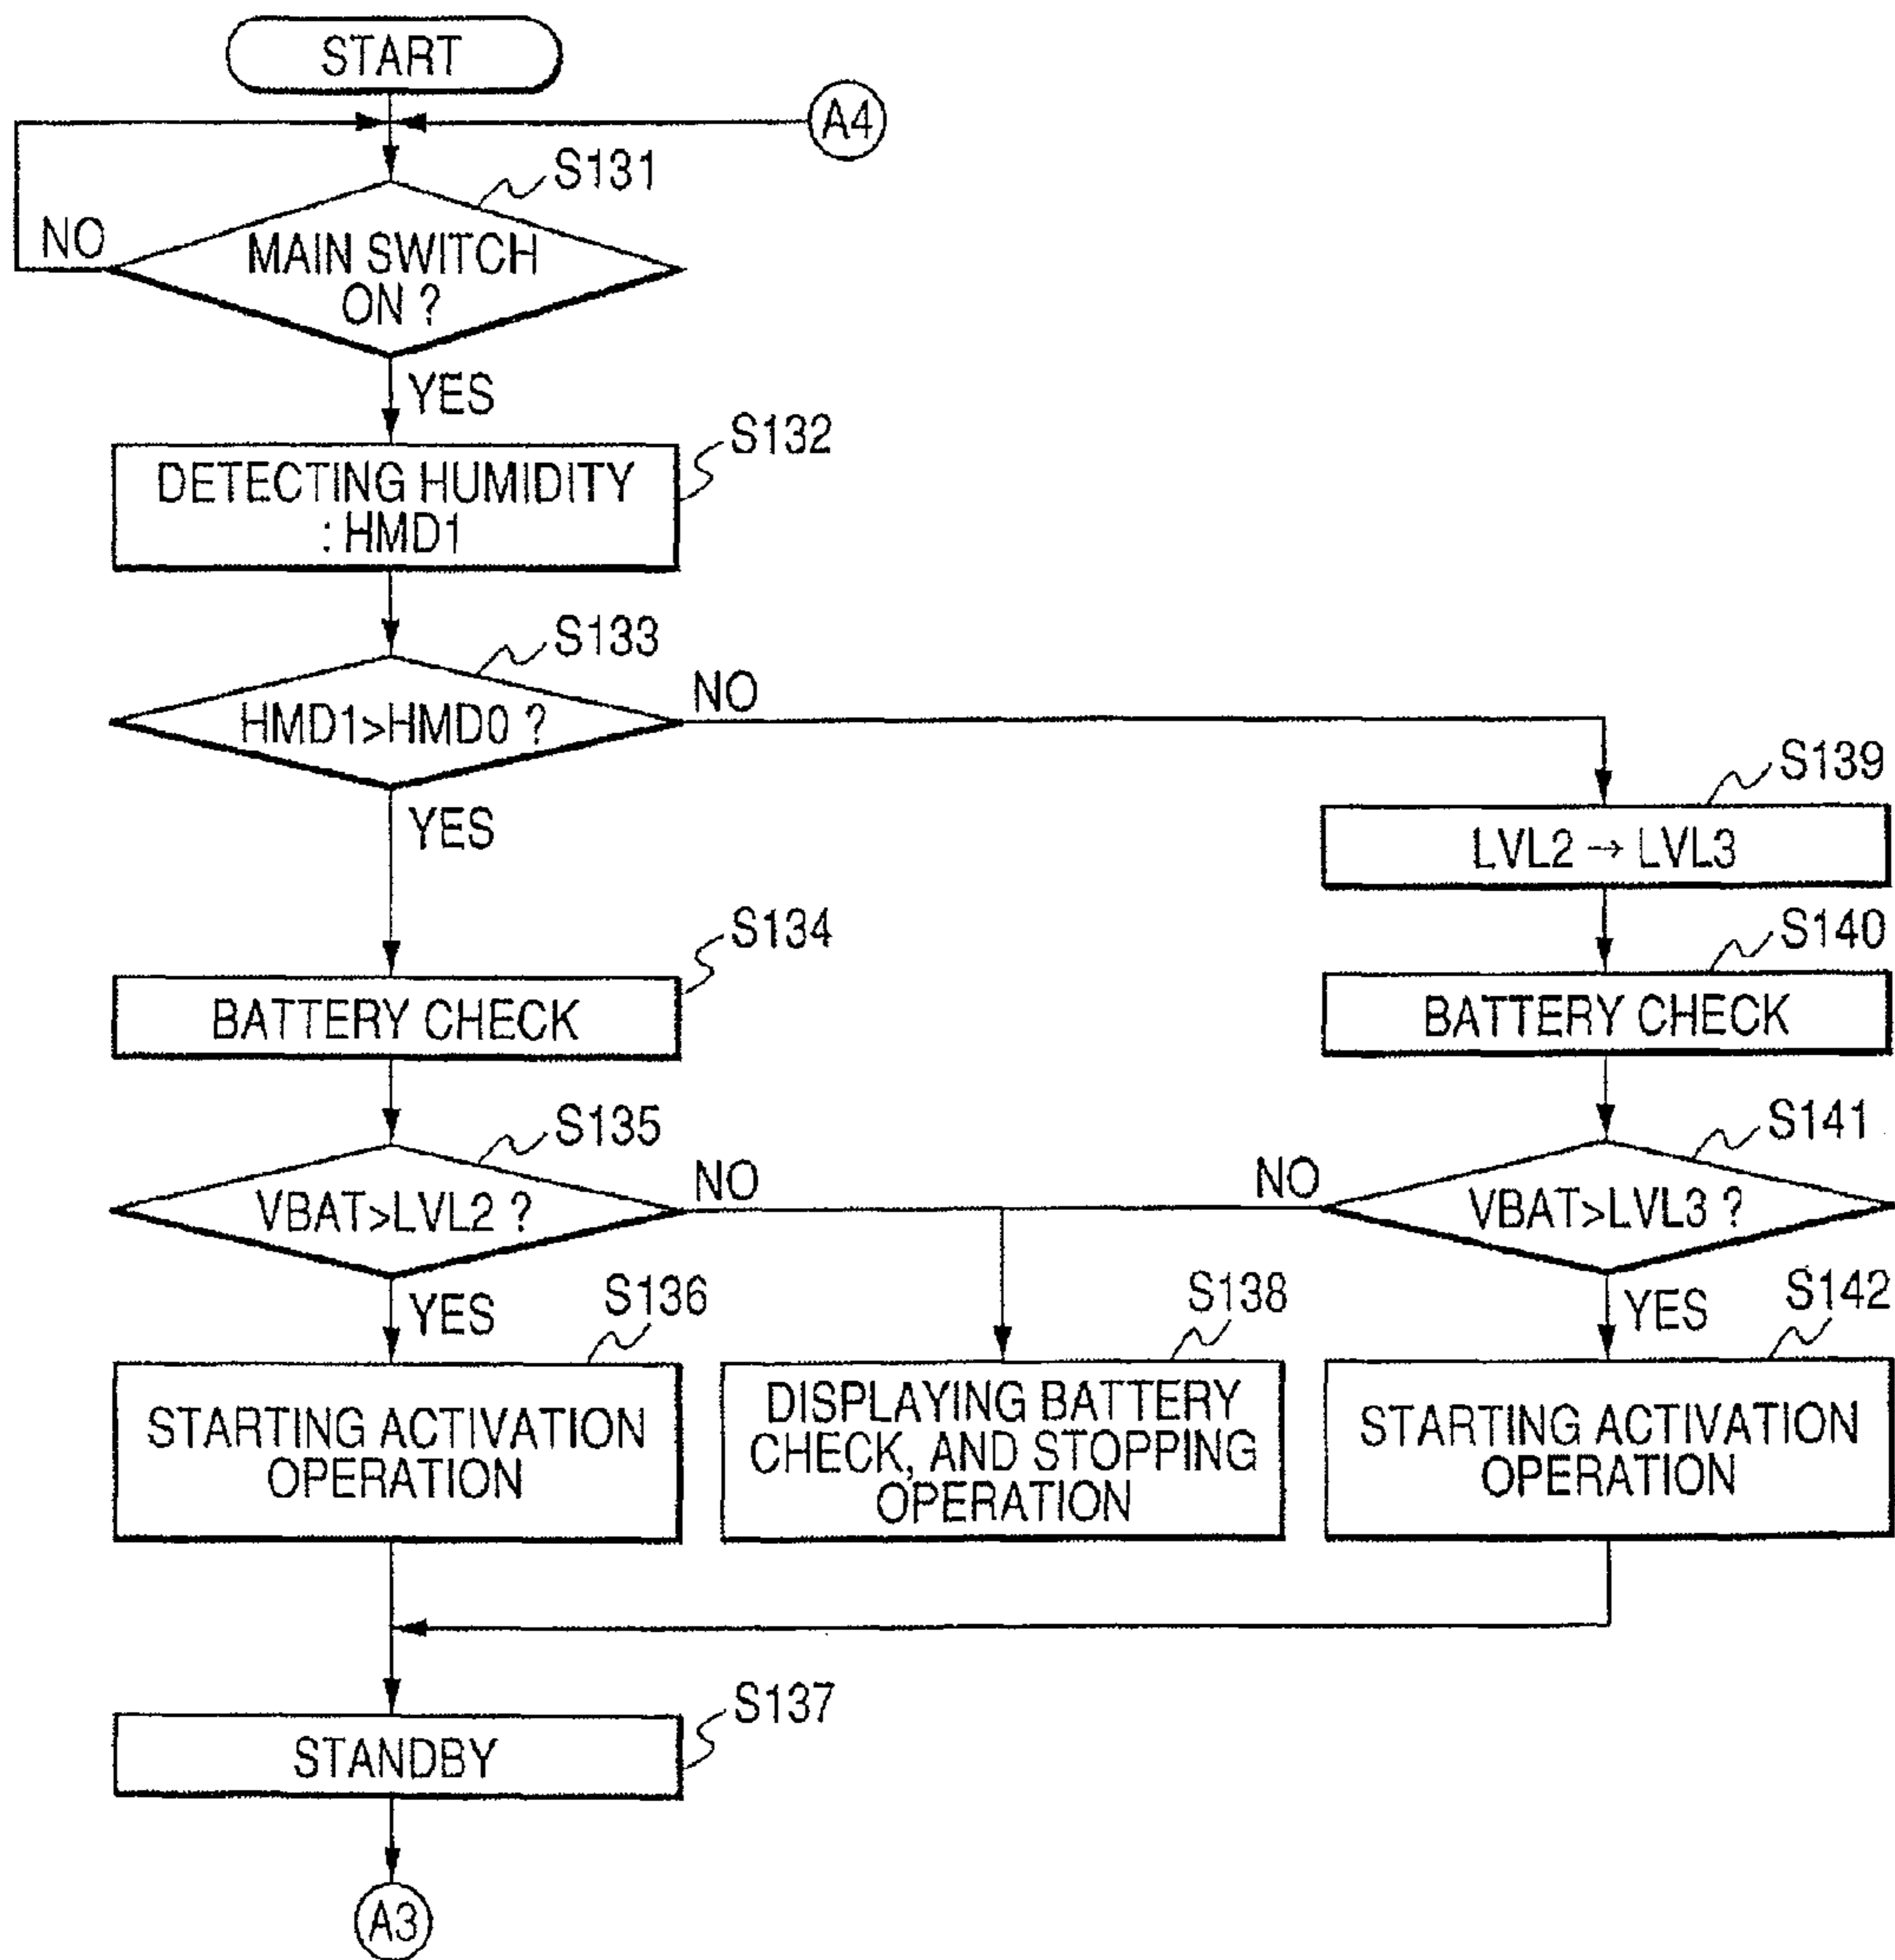 START
A4
S131
NO
MAIN SWITCH
ON ?
YES
S132
DETECTING HUMIDITY
: HMD1
S133
NO
HMD1>HMD0 ?
YES
S139
LVL2 → LVL3
S134
BATTERY CHECK
S140
BATTERY CHECK
S135
NO
VBAT>LVL2 ?
YES
S141
NO
VBAT>LVL3 ?
YES
S136
STARTING ACTIVATION
OPERATION
S138
DISPLAYING BATTERY
CHECK, AND STOPPING
OPERATION
S142
STARTING ACTIVATION
OPERATION
S137
STANDBY
A3